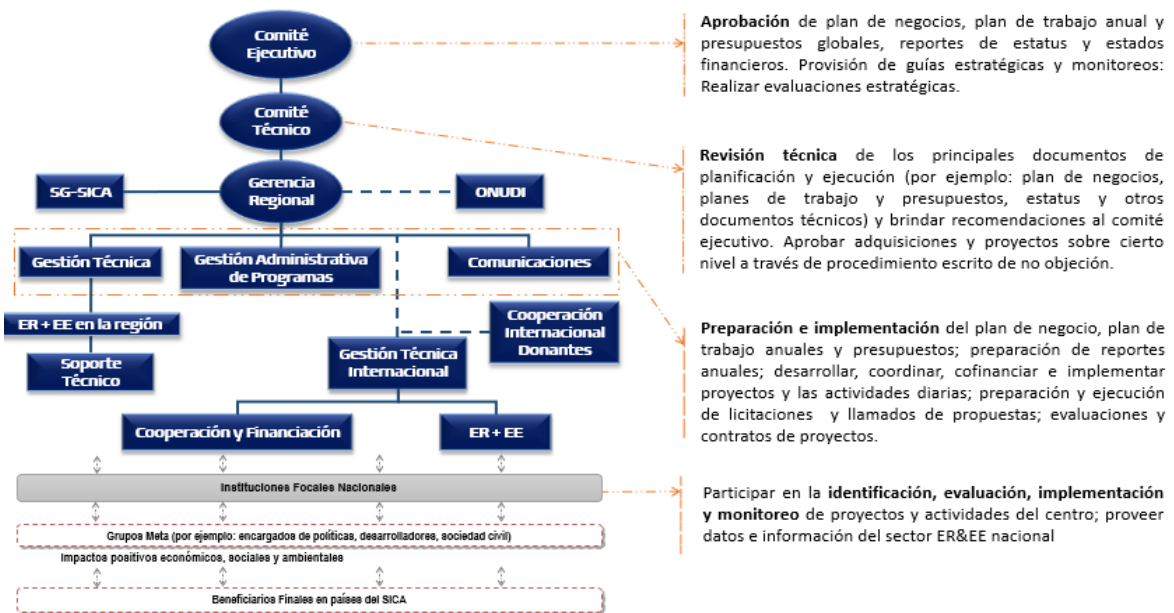 Comité
Ejecutivo
Aprobación de plan de negocios, plan de trabajo anual y
presupuestos globales, reportes de estatus y estados
financieros. Provisión de guías estratégicas y monitoreos:
Realizar evaluaciones estratégicas.
Comité
Técnico
Revisión técnica de los principales documentos de
planificación y ejecución (por ejemplo: plan de negocios,
planes de trabajo y presupuestos, estatus y otros
documentos técnicos) y brindar recomendaciones al comité
ejecutivo. Aprobar adquisiciones y proyectos sobre cierto
nivel a través de procedimiento escrito de no objeción.
SG-SICA
Gerencia
Regional
ONUDI
Gestión Técnica
Gestión Administrativa
de Programas
Comunicaciones
ER + EE en la región
Soporte
Técnico
Gestión Técnica
Internacional
Cooperación
Internacional
Donantes
Preparación e implementación del plan de negocio, plan de
trabajo anuales y presupuestos; preparación de reportes
anuales; desarrollar, coordinar, cofinanciar e implementar
proyectos y las actividades diarias; preparación y ejecución
de licitaciones y llamados de propuestas; evaluaciones y
contratos de proyectos.
Cooperación y Financiación
ER + EE
Instituciones Focales Nacionales
Participar en la identificación, evaluación, implementación
y monitoreo de proyectos y actividades del centro; proveer
datos e información del sector ER&EE nacional
Grupos Meta (por ejemplo: encargados de políticas, desarrolladores, sociedad civil)
Impactos positivos económicos, sociales y ambientales
Beneficiarios Finales en países del SICA